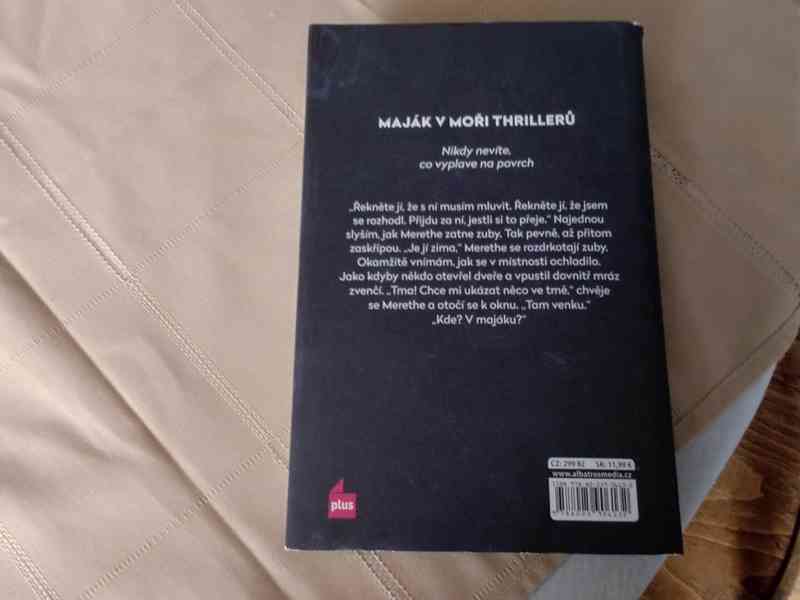 MAJÁK V MOŘI THRILLERŮ
Nikdy nevíte,
co vyplave na povrch
„Řekněte jí, že s ní musím mluvit. Řekněte jí, že jsem
se rozhodl. Přijdu za ní, jestli si to přeje.“ Najednou
slyším, jak Merethe zatne zuby. Tak pevně, až přitom
zaskřípou. „Je jí zima,“ Merethe se rozdrkotají zuby.
Okamžitě vnímám, jak se v místnosti ochladilo.
Jako kdyby někdo otevřel dveře a vpustil dovnitř mráz
zvenčí. „Tma! Chce mi ukázat něco ve tmě,“ chvěje
se Merethe a otočí se k oknu. „Tam venku.“
„Kde? V majáku?“
CZ: 299 Kč SK: 11,99 €
www.albatrosmedia.cz
plus